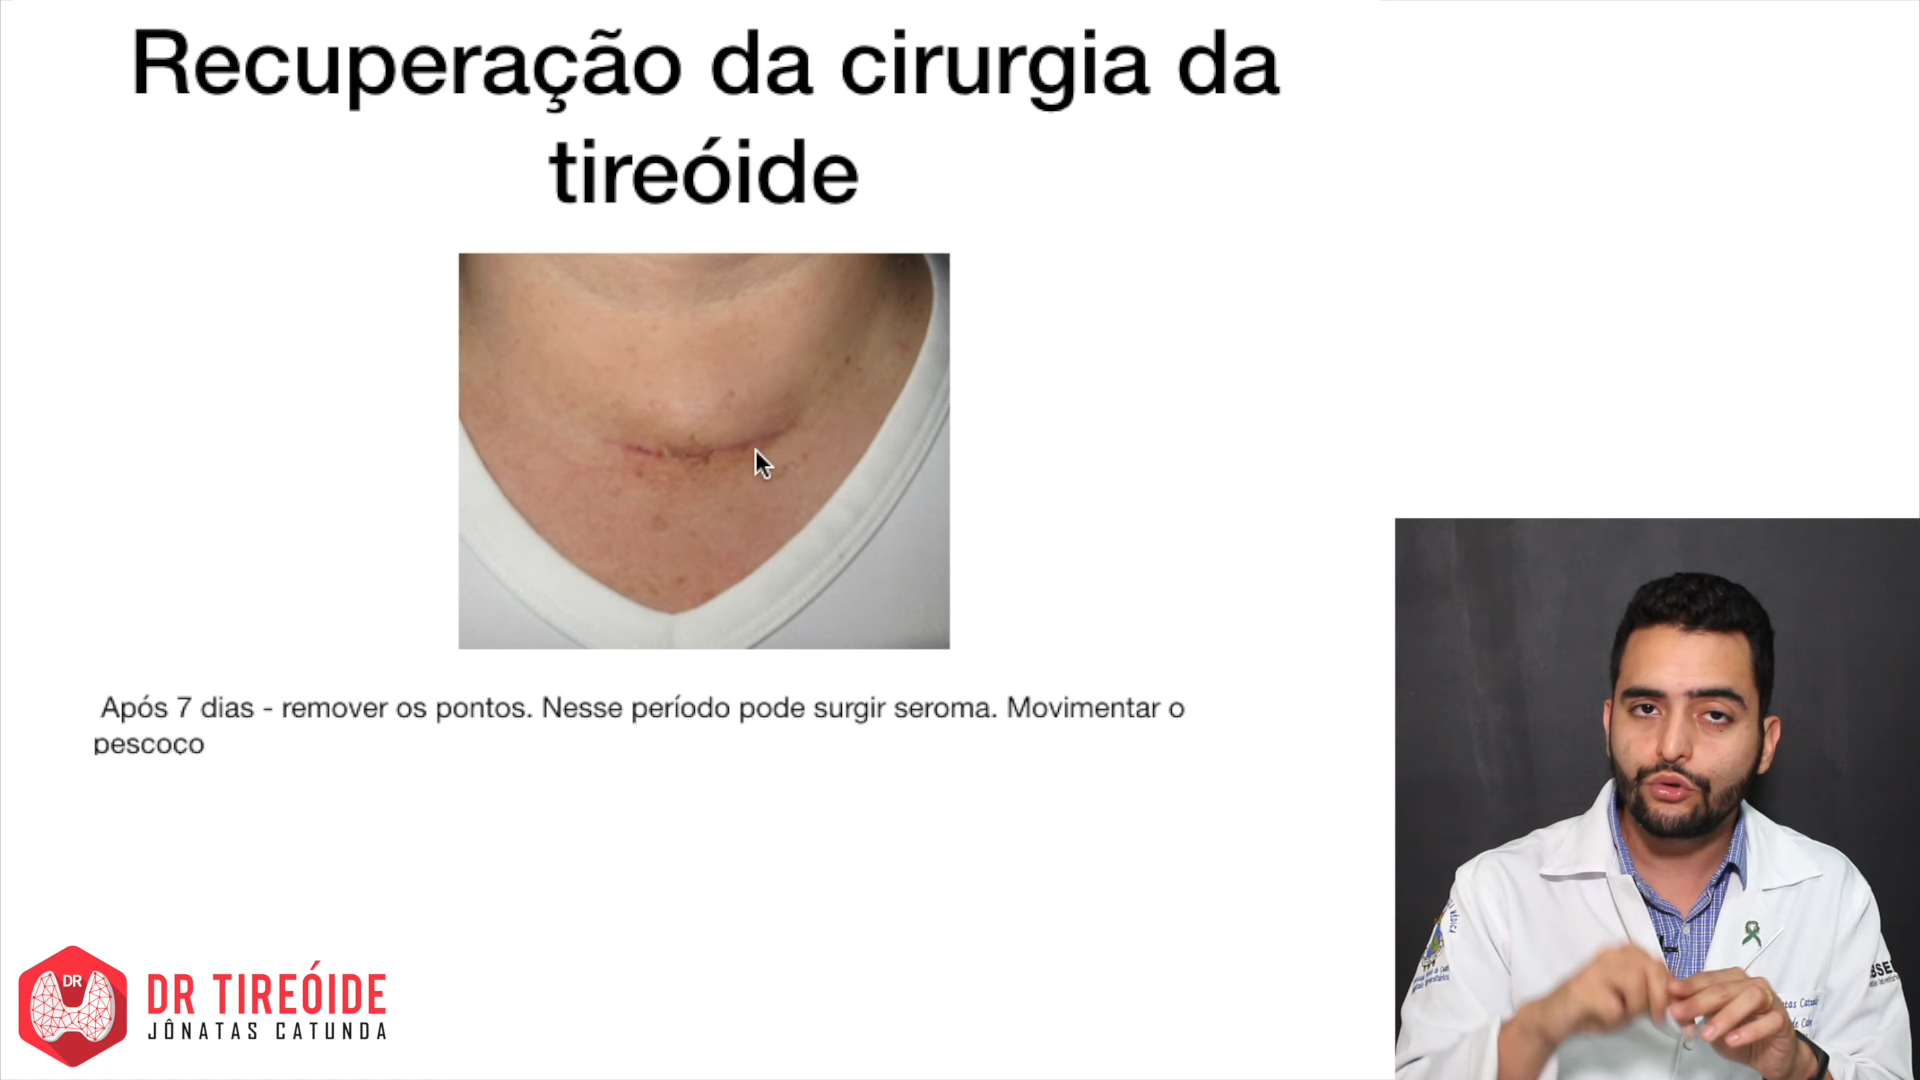 Recuperação da cirurgia da
tireóide
Após 7 dias - remover os pontos. Nesse período pode surgir seroma. Movimentar o
pescoço
DR
DR TIREÓIDE
JÔNATAS CATUNDA